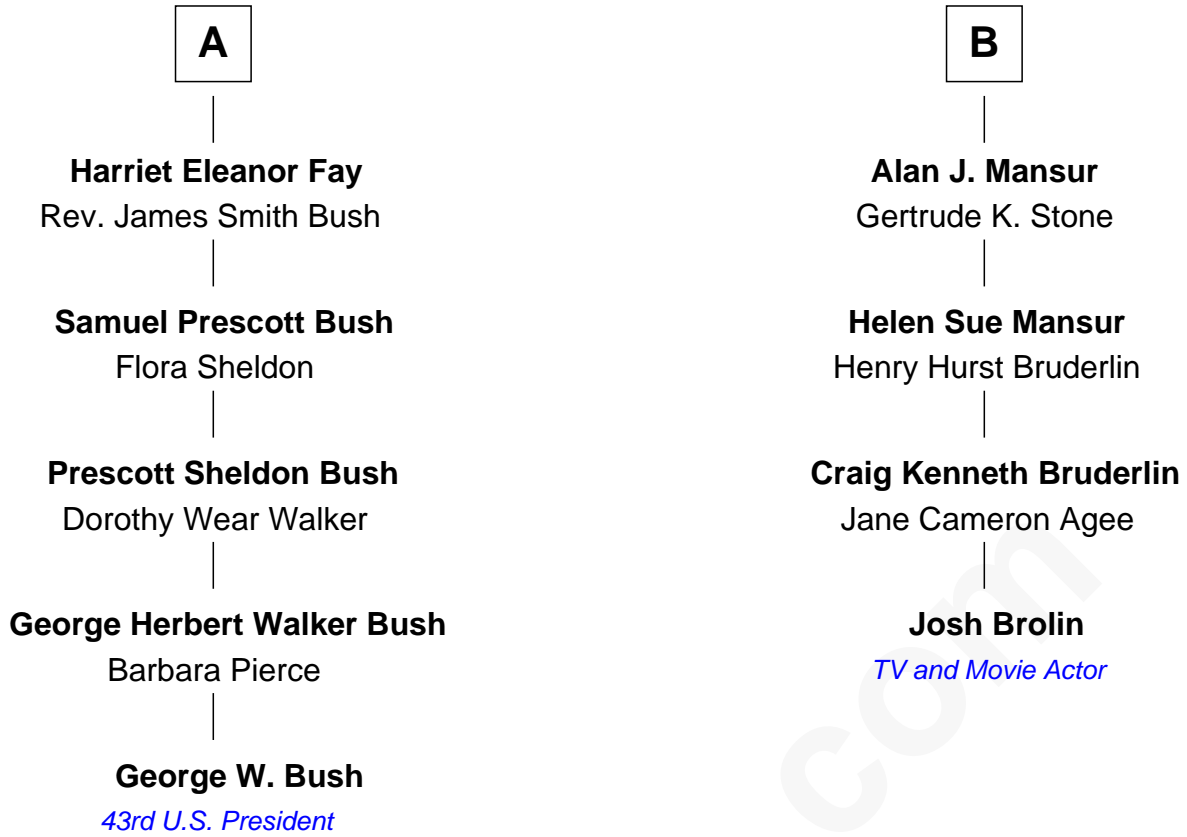 A
Harriet Eleanor Fay
Rev. James Smith Bush
Samuel Prescott Bush
Flora Sheldon
Prescott Sheldon Bush
Dorothy Wear Walker
George Herbert Walker Bush
Barbara Pierce
George W. Bush
43rd U.S. President
B
Alan J. Mansur
Gertrude K. Stone
Helen Sue Mansur
Henry Hurst Bruderlin
Craig Kenneth Bruderlin
Jane Cameron Agee
Josh Brolin
TV and Movie Actor
com